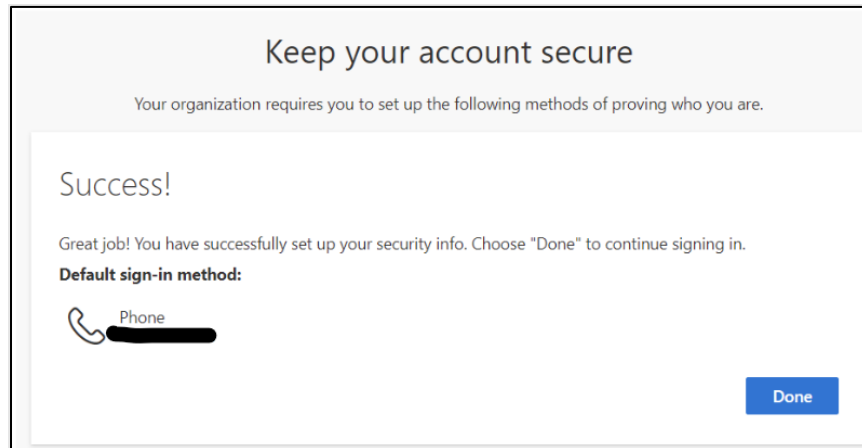 Keep your account secure
Your organization requires you to set up the following methods of proving who you are.
Success!
Great job! You have successfully set up your security info. Choose "Done" to continue signing in.
Default sign-in method:
Phone
Done